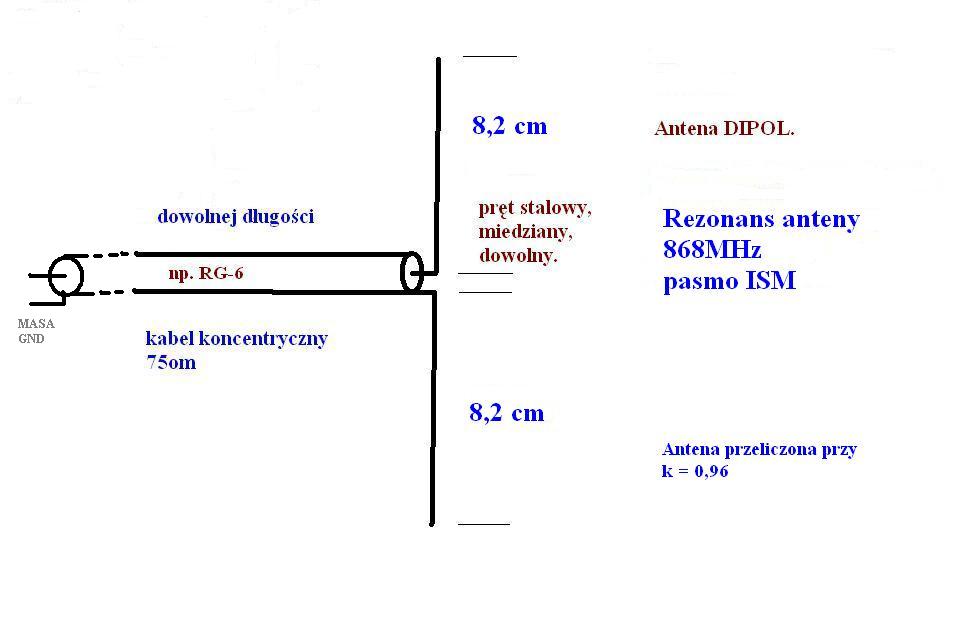 8,2 cm
Antena DIPOL.
dowolnej długości
pręt stalowy,
miedziany,
dowolny.
Rezonans anteny
868MHz
pasmo ISM
np. RG-6
MASA
GND
kabel koncentryczny
75om
8,2 cm
Antena przeliczona przy
k = 0,96